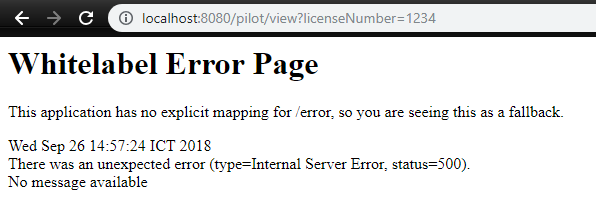 localhost:8080/pilot/view?licenseNumber=1234
Whitelabel Error Page
This application has no explicit mapping for /error, so you are seeing this as a fallback.
Wed Sep 26 14:57:24 ICT 2018
There was an unexpected error (type=Internal Server Error, status=500).
No message available